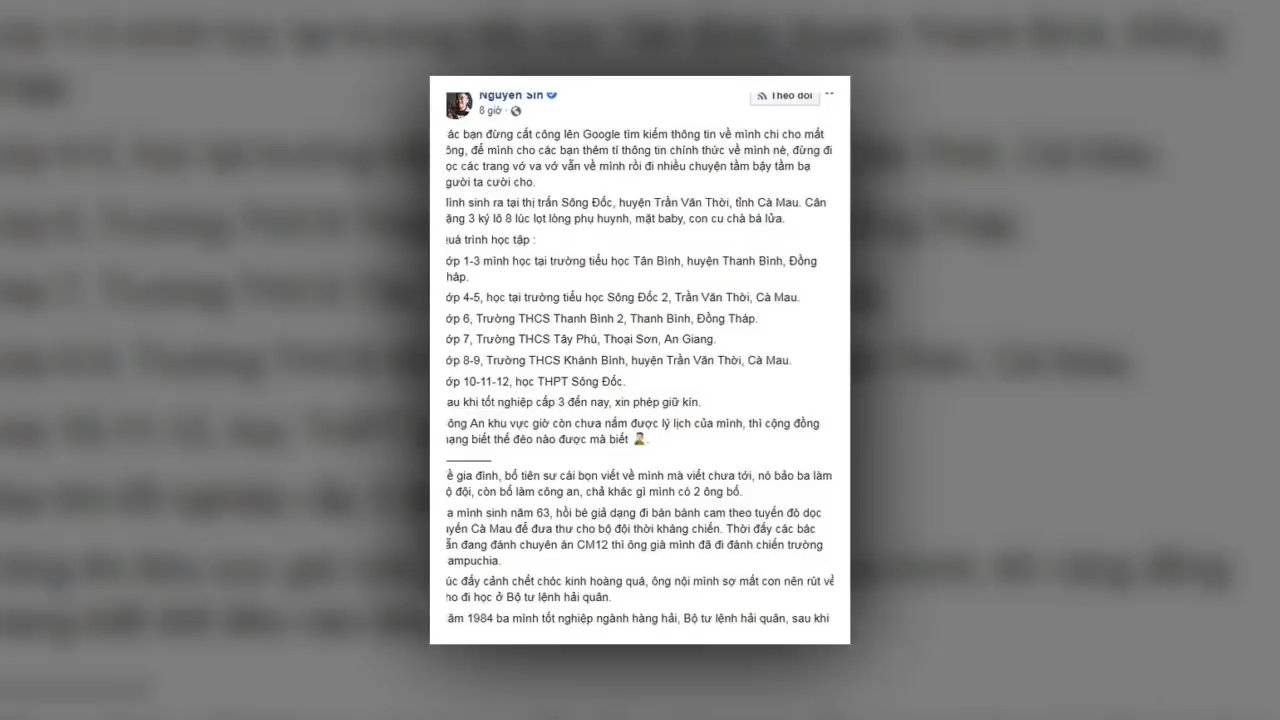 Nguyen Sin
Theo dõi
8 giờ
ác bạn đừng cất công lên Google tìm kiếm thông tin về mình chi cho mất
ông, để mình cho các bạn thêm tí thông tin chính thức về mình nè, đừng đi
ọc các trang vớ va vớ vẫn về mình rồi đi nhiều chuyện tầm bậy tầm bạ
gười ta cười cho.
lình sinh ra tại thị trấn Sông Đốc, huyện Trần Văn Thời, tỉnh Cà Mau. Cân
ặng 3 ký lô 8 lúc lọt lòng phụ huynh, mặt baby, con cu chà bá lửa.
uá trình học tập :
ớp 1-3 mình học tại trường tiểu học Tân Bình, huyện Thanh Bình, Đồng
háp.
ớp 4-5, học tại trường tiểu học Sông Đốc 2, Trần Văn Thời, Cà Mau.
ớp 6, Trường THCS Thanh Bình 2, Thanh Bình, Đồng Tháp.
ớp 7, Trường THCS Tây Phú, Thoại Sơn, An Giang.
ớp 8-9, Trường THCS Khánh Bình, huyện Trần Văn Thời, Cà Mau.
ớp 10-11-12, học THPT Sông Đốc.
au khi tốt nghiệp cấp 3 đến nay, xin phép giữ kín.
ông An khu vực giờ còn chưa nắm được lý lịch của mình, thì cộng đồng
ạng biết thế đéo nào được mà biết .
ề gia đình, bố tiên sư cái bọn viết về mình mà viết chưa tới, nó bảo ba làm
ộ đội, còn bố làm công an, chả khác gì mình có 2 ông bố.
a mình sinh năm 63, hồi bé giả dạng đi bán bánh cam theo tuyến đò dọc
uyến Cà Mau để đưa thư cho bộ đội thời kháng chiến. Thời đấy các bác
ẫn đang đánh chuyên án CM12 thì ông già mình đã đi đánh chiến trường
ampuchia.
úc đấy cảnh chết chóc kinh hoàng quá, ông nội mình sợ mất con nên rút về
ho đi học ở Bộ tư lệnh hải quân.
ăm 1984 ba mình tốt nghiệp ngành hàng hải, Bộ tư lệnh hải quân, sau khi